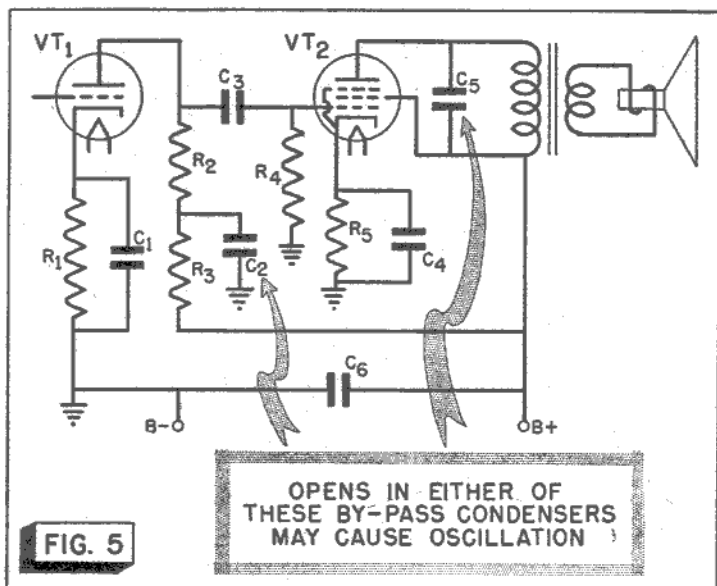 VT1
VT2
C3
C5
R2
R4
C1
R1
R3
C2
R5
C4
C6
B-
B+
OPENS IN EITHER OF
THESE BY-PASS CONDENSERS
MAY CAUSE OSCILLATION
FIG. 5